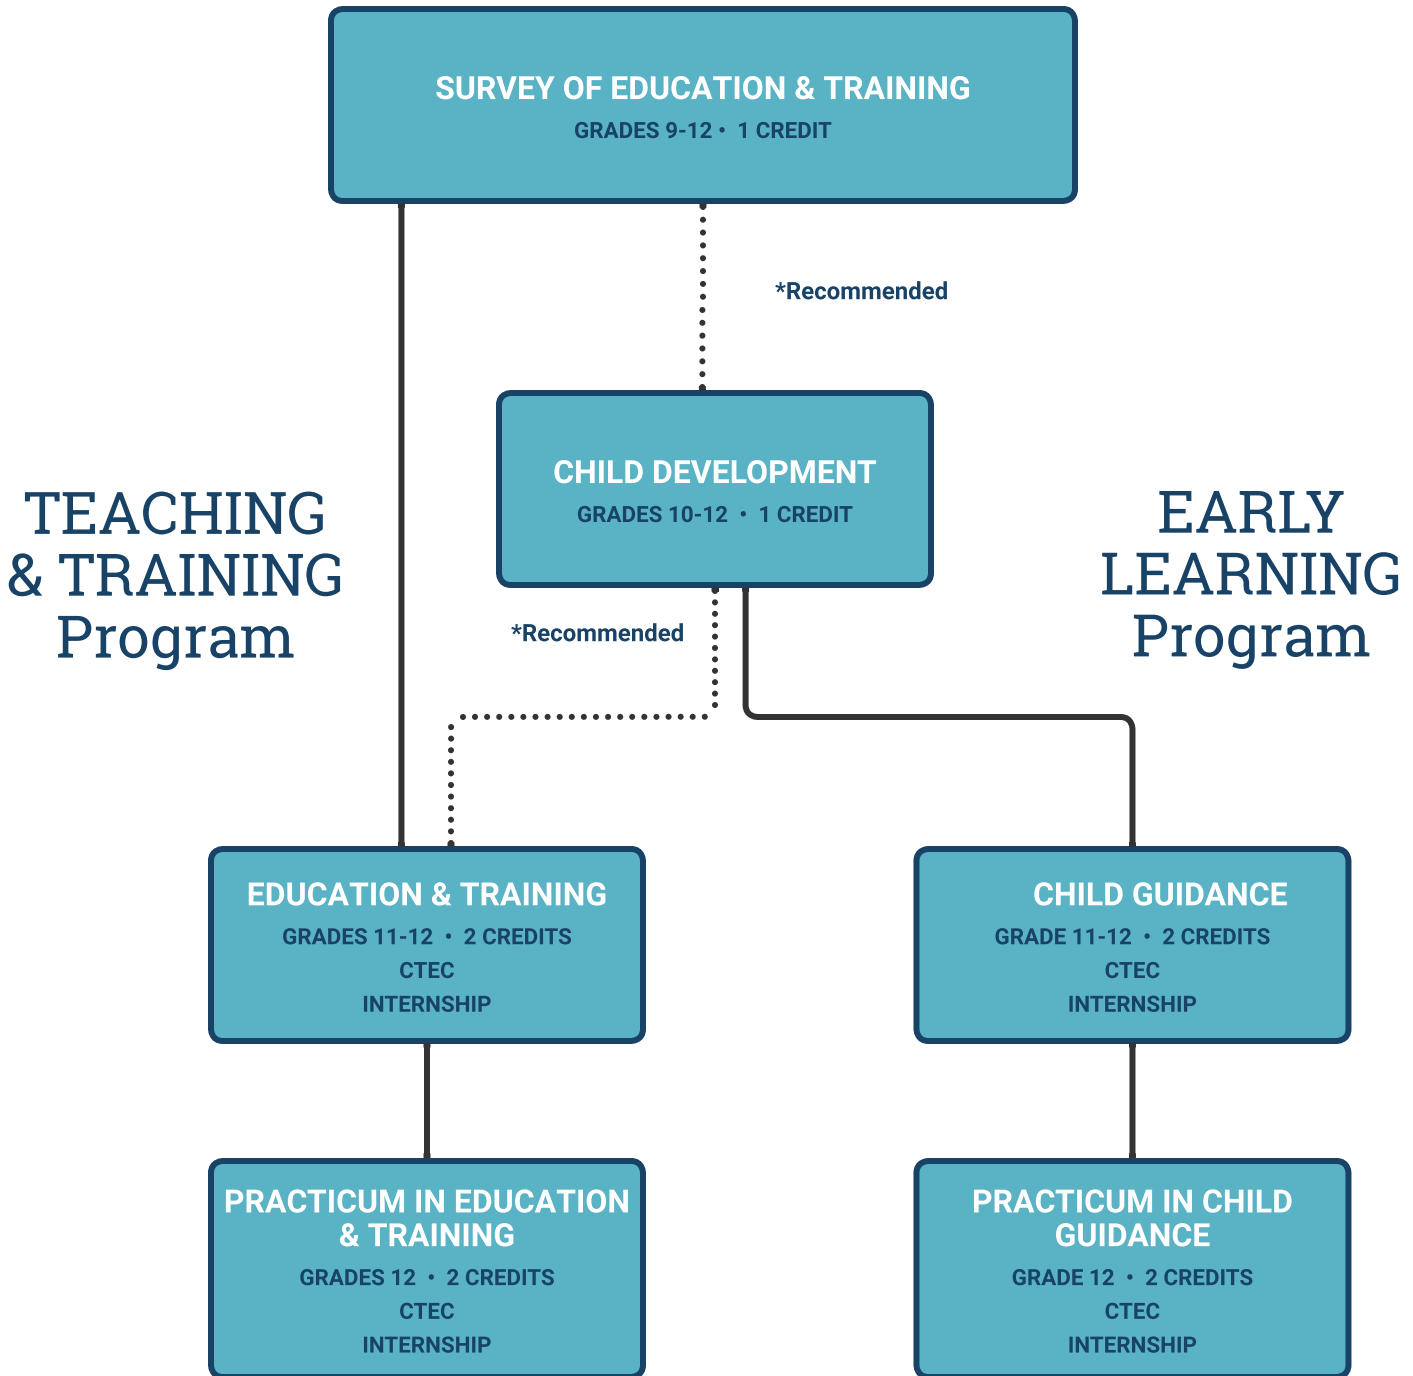 SURVEY OF EDUCATION & TRAINING
GRADES 9-12 • 1 CREDIT
*Recommended
CHILD DEVELOPMENT
GRADES 10-12 • 1 CREDIT
TEACHING
& TRAINING
Program
EARLY
LEARNING
Program
*Recommended
EDUCATION & TRAINING
GRADES 11-12 • 2 CREDITS
CTEC
INTERNSHIP
CHILD GUIDANCE
GRADE 11-12 • 2 CREDITS
CTEC
INTERNSHIP
PRACTICUM IN EDUCATION
& TRAINING
GRADES 12 • 2 CREDITS
CTEC
INTERNSHIP
PRACTICUM IN CHILD
GUIDANCE
GRADE 12 • 2 CREDITS
CTEC
INTERNSHIP